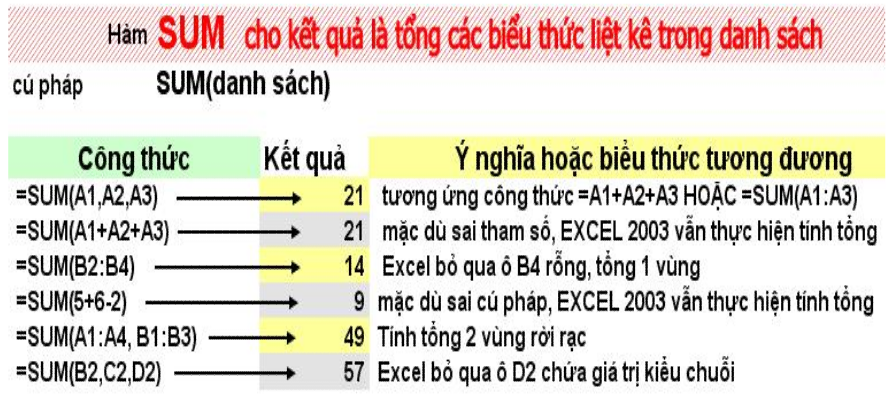 Hàm SUM cho kết quả là tổng các biểu thức liệt kê trong danh sách
cú pháp SUM(danh sách)
Công thức Kết quả Ý nghĩa hoặc biểu thức tương đương
=SUM(A1,A2,A3) 21 tương ứng công thức =A1+A2+A3 HOẶC =SUM(A1:A3)
=SUM(A1+A2+A3) 21 mặc dù sai tham số, EXCEL 2003 vẫn thực hiện tính tổng
=SUM(B2:B4) 14 Excel bỏ qua ô B4 rỗng, tổng 1 vùng
=SUM(5+6-2) 9 mặc dù sai cú pháp, EXCEL 2003 vẫn thực hiện tính tổng
=SUM(A1:A4, B1:B3) 49 Tính tổng 2 vùng rời rạc
=SUM(B2,C2,D2) 57 Excel bỏ qua ô D2 chứa giá trị kiểu chuỗi